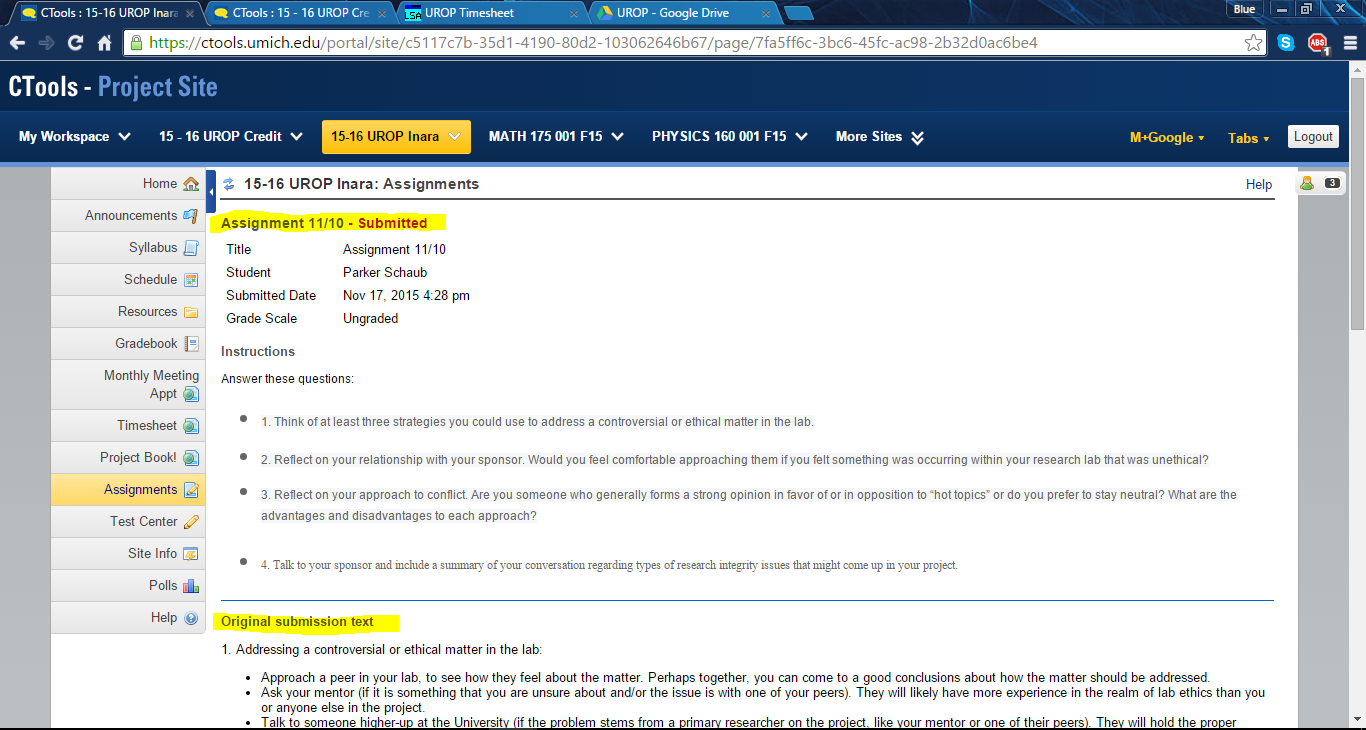 CTools : 15-16 UROP Inara
CTools : 15 - 16 UROP Cre
LSA UROP Timesheet
UROP - Google Drive
Blue
https://ctools.umich.edu/portal/site/c5117c7b-35d1-4190-80d2-103062646b67/page/7fa5ff6c-3bc6-45fc-ac98-2b32d0ac6be4
S
ABS
1
CTools - Project Site
My Workspace
15 - 16 UROP Credit
15-16 UROP Inara
MATH 175 001 F15
PHYSICS 160 001 F15
More Sites
M+Google
Tabs
Logout
Home
Announcements
Syllabus
Schedule
Resources
Gradebook
Monthly Meeting
Appt
Timesheet
Project Book!
Assignments
Test Center
Site Info
Polls
Help
15-16 UROP Inara: Assignments
Help
3
Assignment 11/10 - Submitted
Title Assignment 11/10
Student Parker Schaub
Submitted Date Nov 17, 2015 4:28 pm
Grade Scale Ungraded
Instructions
Answer these questions:
1. Think of at least three strategies you could use to address a controversial or ethical matter in the lab.
2. Reflect on your relationship with your sponsor. Would you feel comfortable approaching them if you felt something was occurring within your research lab that was unethical?
3. Reflect on your approach to conflict. Are you someone who generally forms a strong opinion in favor of or in opposition to “hot topics” or do you prefer to stay neutral? What are the
advantages and disadvantages to each approach?
4. Talk to your sponsor and include a summary of your conversation regarding types of research integrity issues that might come up in your project.
Original submission text
1. Addressing a controversial or ethical matter in the lab:
Approach a peer in your lab, to see how they feel about the matter. Perhaps together, you can come to a good conclusions about how the matter should be addressed.
Ask your mentor (if it is something that you are unsure about and/or the issue is with one of your peers). They will likely have more experience in the realm of lab ethics than you
or anyone else in the project.
Talk to someone higher-up at the University (if the problem stems from a primary researcher on the project, like your mentor or one of their peers). They will hold the proper